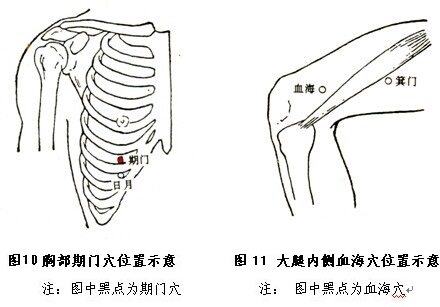 期门
日月
血海
箕门
图10 胸部期门穴位置示意
注: 图中黑点为期门穴
图 11 大腿内侧血海穴位置示意
注: 图中黑点为血海穴